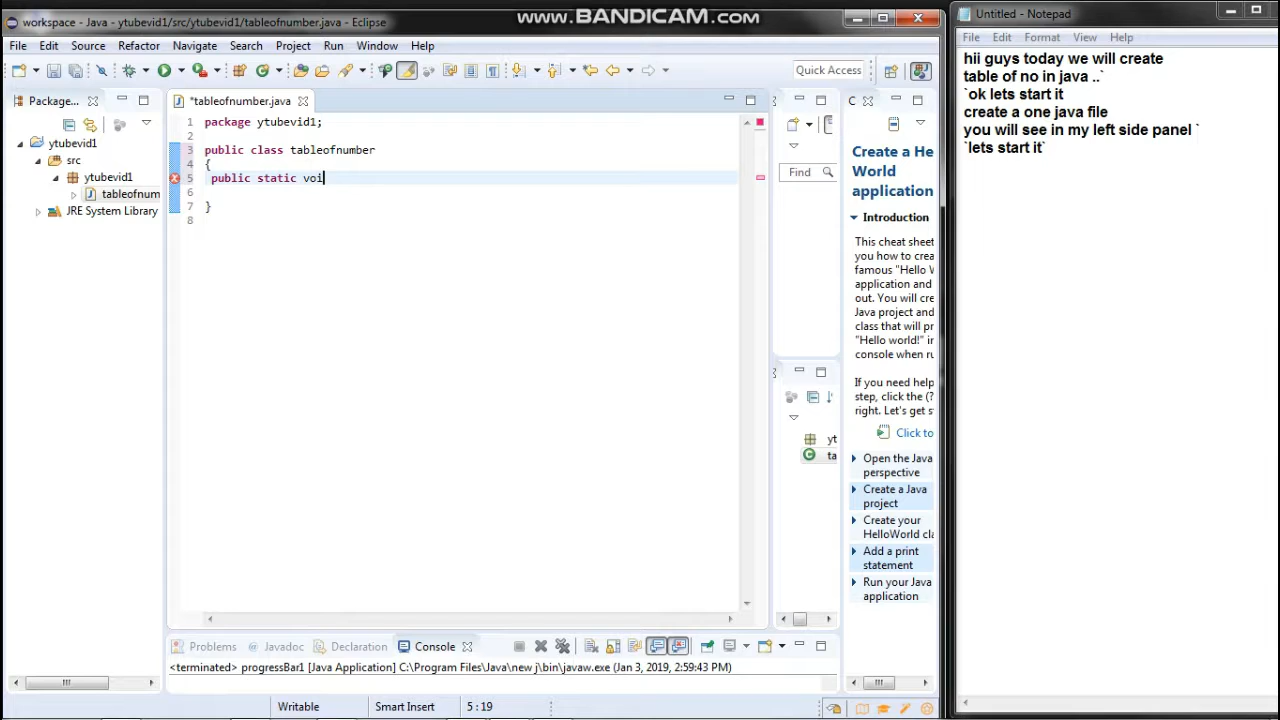 www.BANDICAM.com
workspace - Java - ytubevid1/src/ytubevid1/tableofnumber.java - Eclipse
File Edit Source Refactor Navigate Search Project Run Window Help
Quick Access
Package...
ytubevid1
src
ytubevid1
tableofnum
JRE System Library
*tableofnumber.java
1 package ytubevid1;
2
3 public class tableofnumber
4 {
5 public static voi
6
7 }
8
Find
yt
ta
C
Create a He
World
application
Introduction
This cheat sheet
you how to crea
famous "Hello W
application and
out. You will cre
Java project and
class that will pr
"Hello world!" in
console when ru
If you need help
step, click the (?
right. Let's get s
Click to
Open the Java
perspective
Create a Java
project
Create your
HelloWorld cla
Add a print
statement
Run your Java
application
Problems Javadoc Declaration Console
<terminated> progressBar1 [Java Application] C:\Program Files\Java\new j\bin\javaw.exe (Jan 3, 2019, 2:59:43 PM)
Writable Smart Insert 5 : 19
Untitled - Notepad
File Edit Format View Help
hii guys today we will create
table of no in java ..`
`ok lets start it
create a one java file
you will see in my left side panel `
`lets start it`